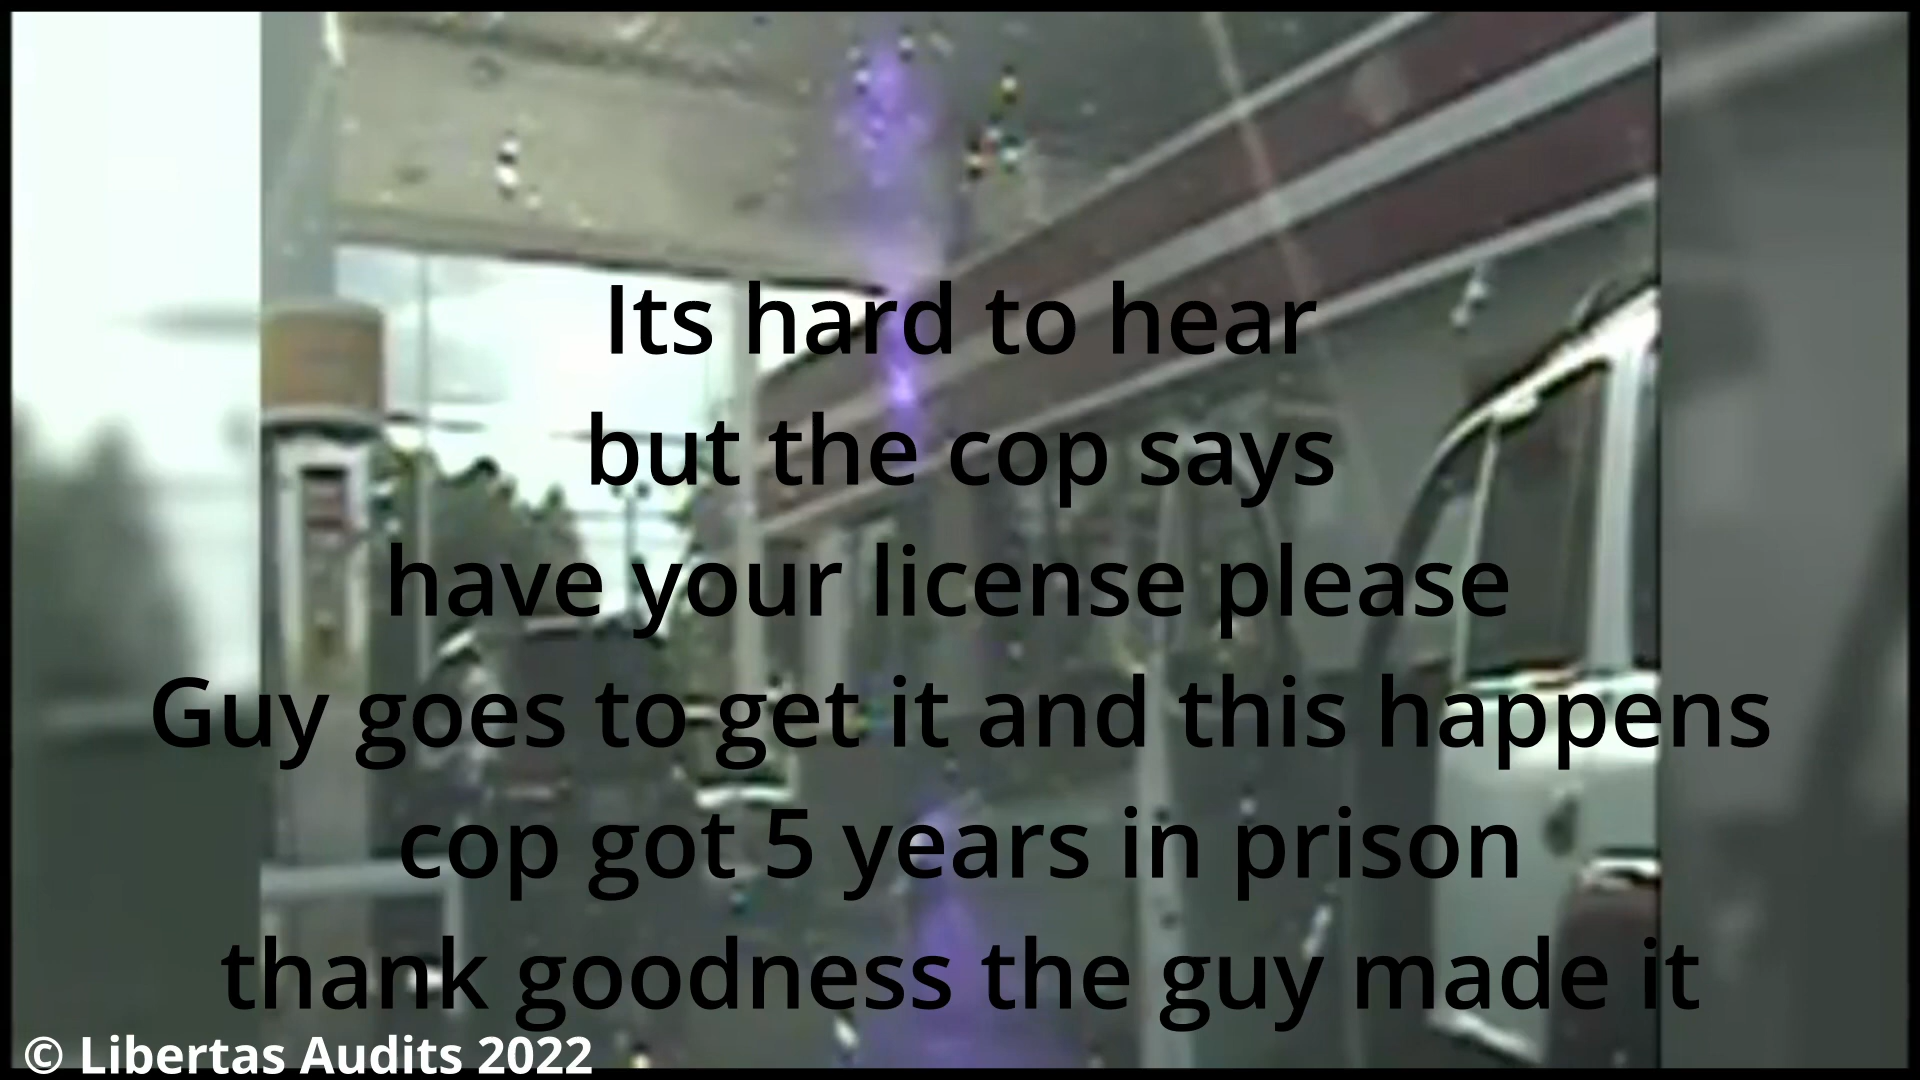 Its hard to hear
but the cop says
have your license please
Guy goes to get it and this happens
cop got 5 years in prison
thank goodness the guy made it
© Libertas Audits 2022